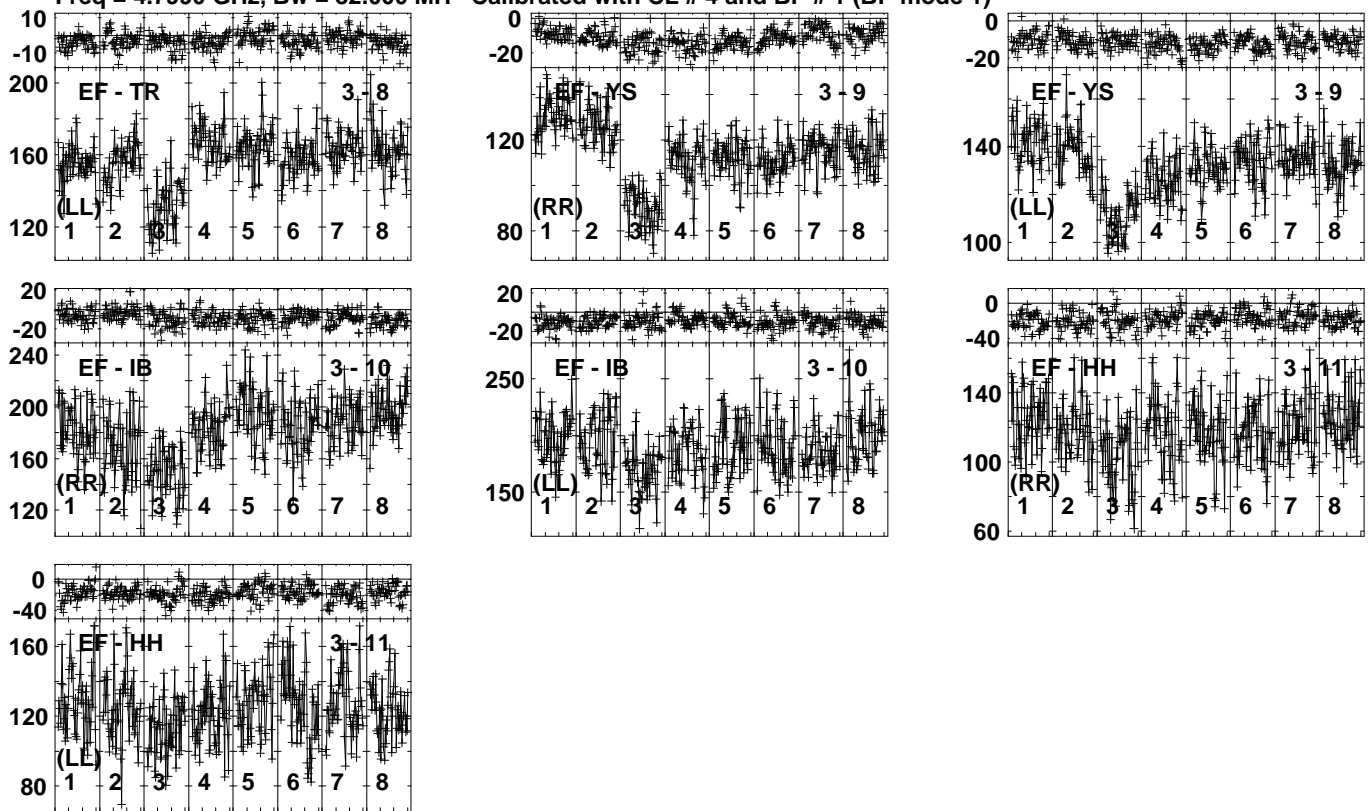 GHz, Bw = MH Calibrated with CL # 4 and BP # 1 (BP mode 1)
10
-10
200
160
120
EF - TR 3 - 8
(LL)
1 2 3 4 5 6 7 8
0
-20
120
80
EF - YS 3 - 9
(RR)
1 2 3 4 5 6 7 8
0
-20
140
100
EF - YS 3 - 9
(LL)
1 2 3 4 5 6 7 8
20
-20
240
200
160
120
EF - IB 3 - 10
(RR)
1 2 3 4 5 6 7 8
20
-20
250
150
EF - IB 3 - 10
(LL)
1 2 3 4 5 6 7 8
0
-40
140
100
60
EF - HH 3 - 11
(RR)
1 2 3 4 5 6 7 8
0
-40
160
120
80
EF - HH 3 - 11
(LL)
1 2 3 4 5 6 7 8